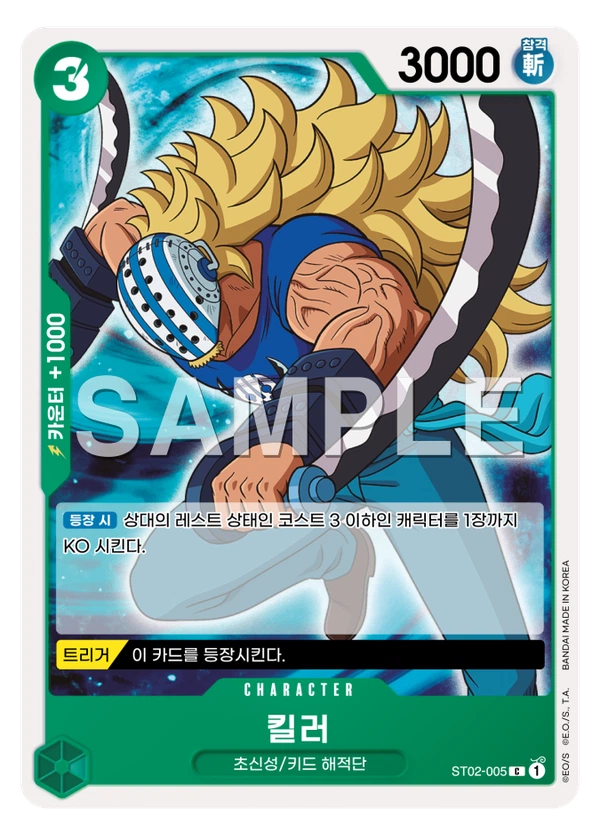 3
3000
참격
斬
카운터 +1000
SAMPLE
등장 시 상대의 레스트 상태인 코스트 3 이하인 캐릭터를 1장까지
KO 시킨다.
트리거 이 카드를 등장시킨다.
CHARACTER
킬러
초신성/키드 해적단
ST02-005 C 1
©EO/S ©E.O./S., T.A. BANDAI MADE IN KOREA